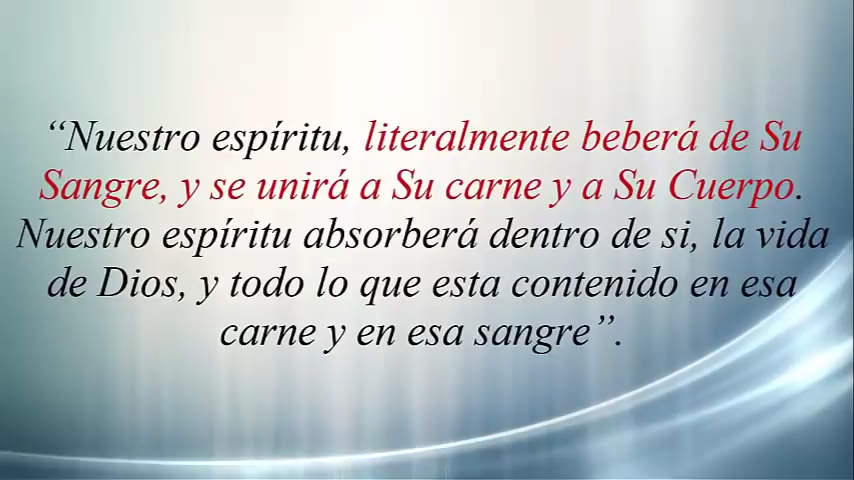 “Nuestro espíritu, literalmente beberá de Su
Sangre, y se unirá a Su carne y a Su Cuerpo.
Nuestro espíritu absorberá dentro de si, la vida
de Dios, y todo lo que esta contenido en esa
carne y en esa sangre”.